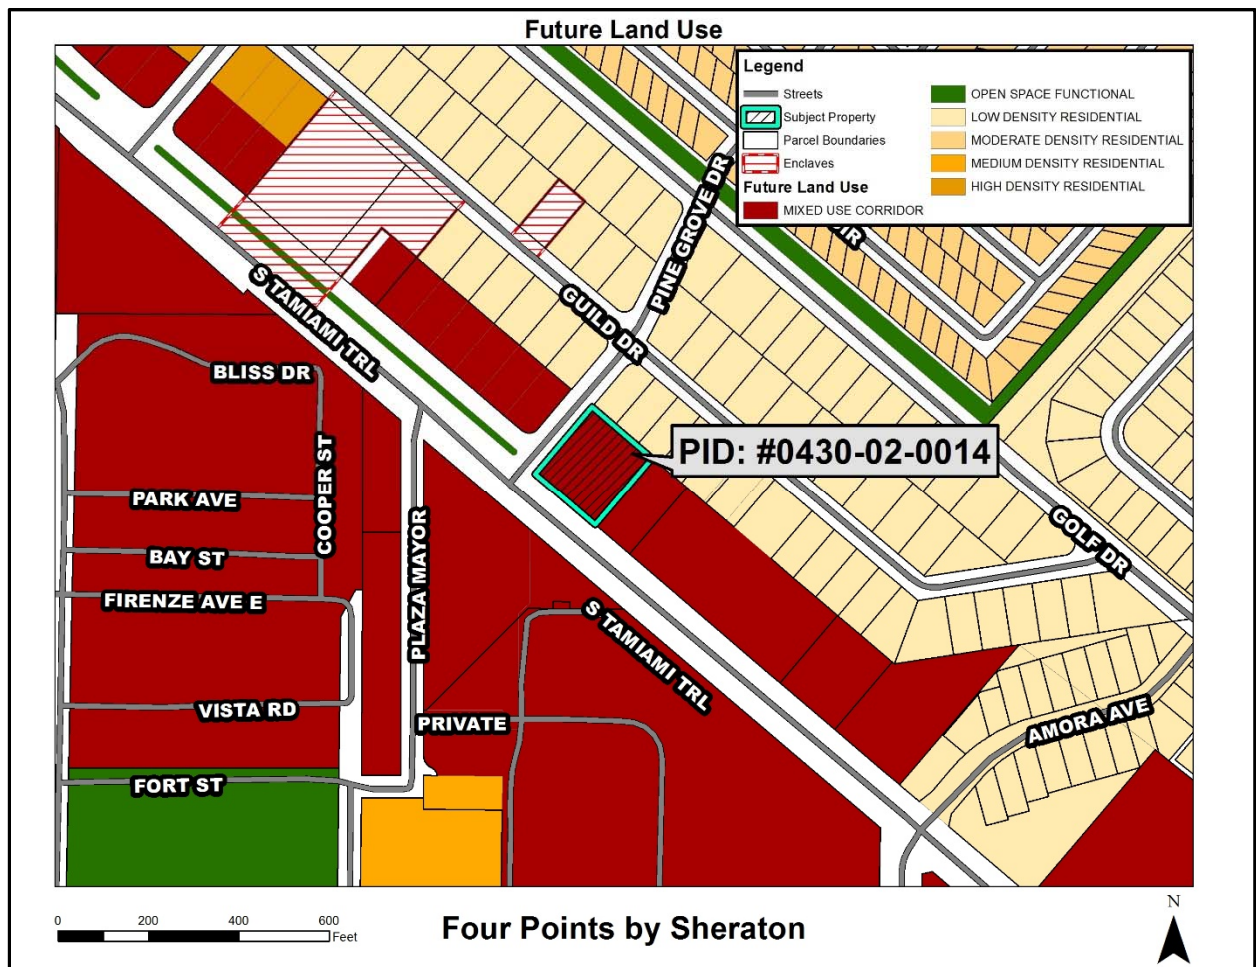 Future Land Use
Legend
Streets
Subject Property
Parcel Boundaries
Enclaves
Future Land Use
MIXED USE CORRIDOR
OPEN SPACE FUNCTIONAL
LOW DENSITY RESIDENTIAL
MODERATE DENSITY RESIDENTIAL
MEDIUM DENSITY RESIDENTIAL
HIGH DENSITY RESIDENTIAL
DR
PINE GROVE DR
S TAMIAMI TRL
GUILD DR
BLISS DR
COOPER ST
PID: #0430-02-0014
PARK AVE
BAY ST
FIRENZE AVE E
PLAZA MAYOR
GOLF DR
S TAMIAMI TRL
VISTA RD
PRIVATE
AMORA AVE
FORT ST
0 200 400 600
Feet
Four Points by Sheraton
N